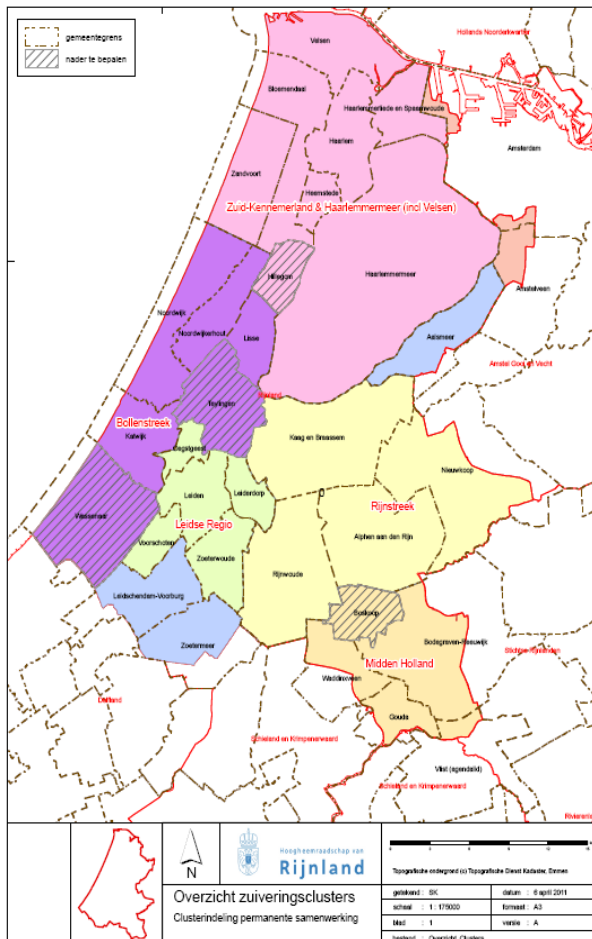 gemeentegrens
nader te bepalen
Hollands Noorderkwartier
Velsen
Bloemendaal
Haarlemmerliede en Spaarnwoude
Haarlem
Amsterdam
Zandvoort
Heemstede
Zuid-Kennemerland & Haarlemmermeer (incl Velsen)
Hillegom
Haarlemmermeer
Amstelveen
Noordwijk
Noordwijkerhout
Lisse
Aalsmeer
Amstel Gooi en Vecht
Teylingen
Rijnland
Bollenstreek
Katwijk
Kaag en Braassem
Oegstgeest
Nieuwkoop
Leiden
Leiderdorp
Rijnstreek
Wassenaar
Leidse Regio
Alphen aan den Rijn
Voorschoten
Zoeterwoude
Rijnwoude
Leidschendam-Voorburg
Boskoop
Zoetermeer
Bodegraven-Reeuwijk
Stichtse Rijnlanden
Midden Holland
Waddinxveen
Delfland
Gouda
Schieland en Krimpenerwaard
Vlist (agendalid)
Schieland en Krimpenerwaard
N
Hoogheemraadschap van
Rijnland
Topografische ondergrond (c) Topografische Dienst Kadaster, Emmen
Overzicht zuiveringsclusters
Clusterindeling permanente samenwerking
getekend : SK
datum : 6 april 2011
schaal : 1 : 175000
formaat : A3
blad : 1
versie : A
bestand : Overzicht_Clusters